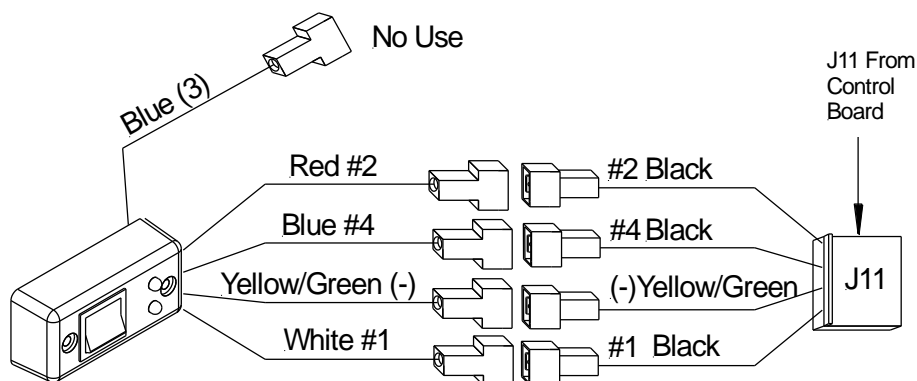 No Use
Blue (3)
J11 From
Control
Board
Red #2
#2 Black
Blue #4
#4 Black
Yellow/Green (-)
(-)Yellow/Green
J11
White #1
#1 Black